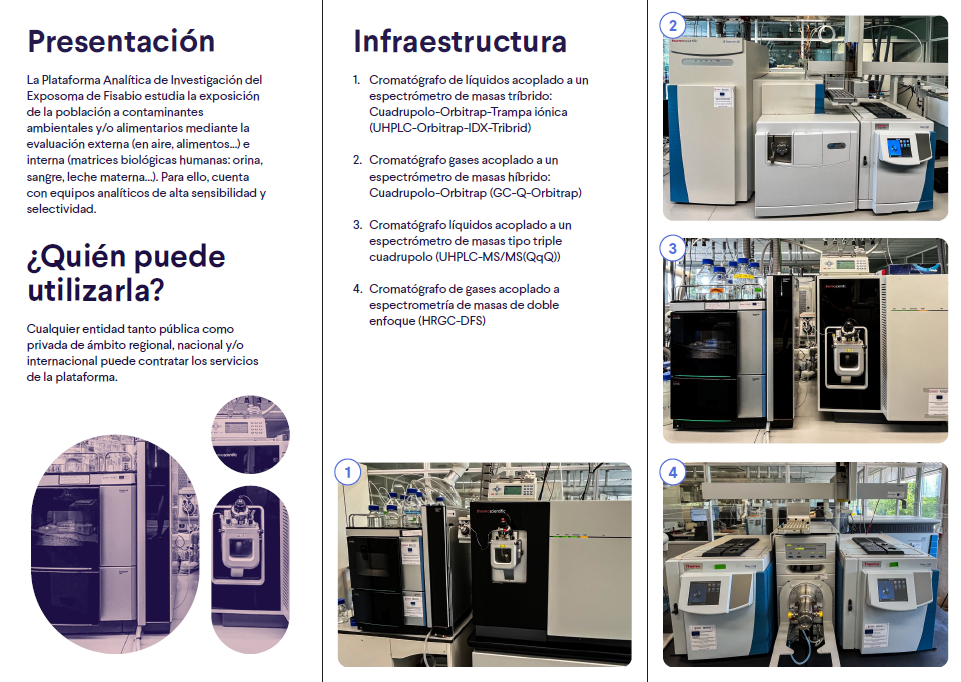 Presentación
La Plataforma Analítica de Investigación del
Exposoma de Fisabio estudia la exposición
de la población a contaminantes
ambientales y/o alimentarios mediante la
evaluación externa (en aire, alimentos...) e
interna (matrices biológicas humanas: orina,
sangre, leche materna...). Para ello, cuenta
con equipos analíticos de alta sensibilidad y
selectividad.
¿Quién puede
utilizarla?
Cualquier entidad tanto pública como
privada de ámbito regional, nacional y/o
internacional puede contratar los servicios
de la plataforma.
Infraestructura
1. Cromatógrafo de líquidos acoplado a un
espectrómetro de masas tríbrido:
Cuadrupolo-Orbitrap-Trampa iónica
(UHPLC-Orbitrap-IDX-Tribrid)
2. Cromatógrafo gases acoplado a un
espectrómetro de masas híbrido:
Cuadrupolo-Orbitrap (GC-Q-Orbitrap)
3. Cromatógrafo líquidos acoplado a un
espectrómetro de masas tipo triple
cuadrupolo (UHPLC-MS/MS(QqQ))
4. Cromatógrafo de gases acoplado a
espectrometría de masas de doble
enfoque (HRGC-DFS)
1
thermoscientific
2
3
4